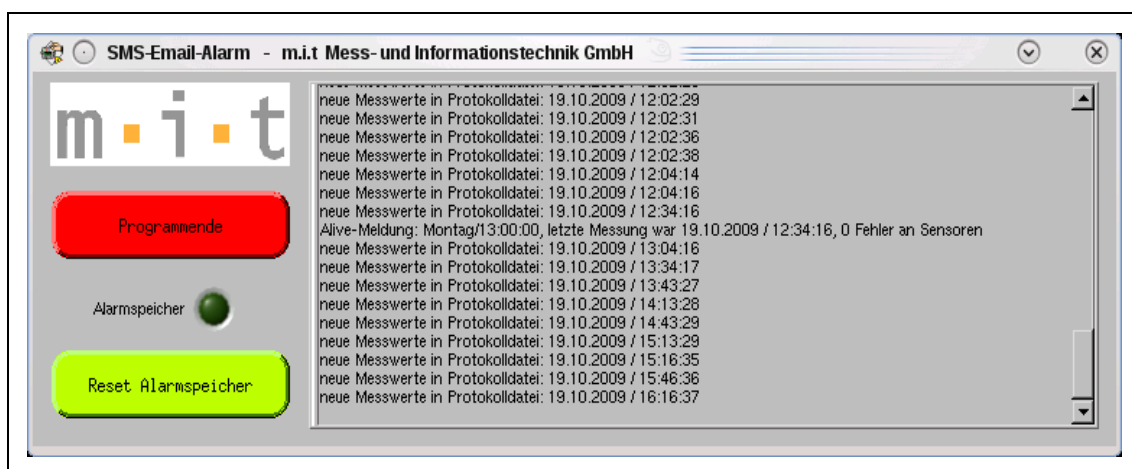 SMS-Email-Alarm - m.i.t Mess- und Informationstechnik GmbH
m·i·t
Programmende
Alarmspeicher
Reset Alarmspeicher
neue Messwerte in Protokolldatei: 19.10.2009 / 12:02:29
neue Messwerte in Protokolldatei: 19.10.2009 / 12:02:31
neue Messwerte in Protokolldatei: 19.10.2009 / 12:02:36
neue Messwerte in Protokolldatei: 19.10.2009 / 12:02:38
neue Messwerte in Protokolldatei: 19.10.2009 / 12:04:14
neue Messwerte in Protokolldatei: 19.10.2009 / 12:04:16
neue Messwerte in Protokolldatei: 19.10.2009 / 12:34:16
Alive-Meldung: Montag/13:00:00, letzte Messung war 19.10.2009 / 12:34:16, 0 Fehler an Sensoren
neue Messwerte in Protokolldatei: 19.10.2009 / 13:04:16
neue Messwerte in Protokolldatei: 19.10.2009 / 13:34:17
neue Messwerte in Protokolldatei: 19.10.2009 / 13:43:27
neue Messwerte in Protokolldatei: 19.10.2009 / 14:13:28
neue Messwerte in Protokolldatei: 19.10.2009 / 14:43:29
neue Messwerte in Protokolldatei: 19.10.2009 / 15:13:29
neue Messwerte in Protokolldatei: 19.10.2009 / 15:16:35
neue Messwerte in Protokolldatei: 19.10.2009 / 15:46:36
neue Messwerte in Protokolldatei: 19.10.2009 / 16:16:37